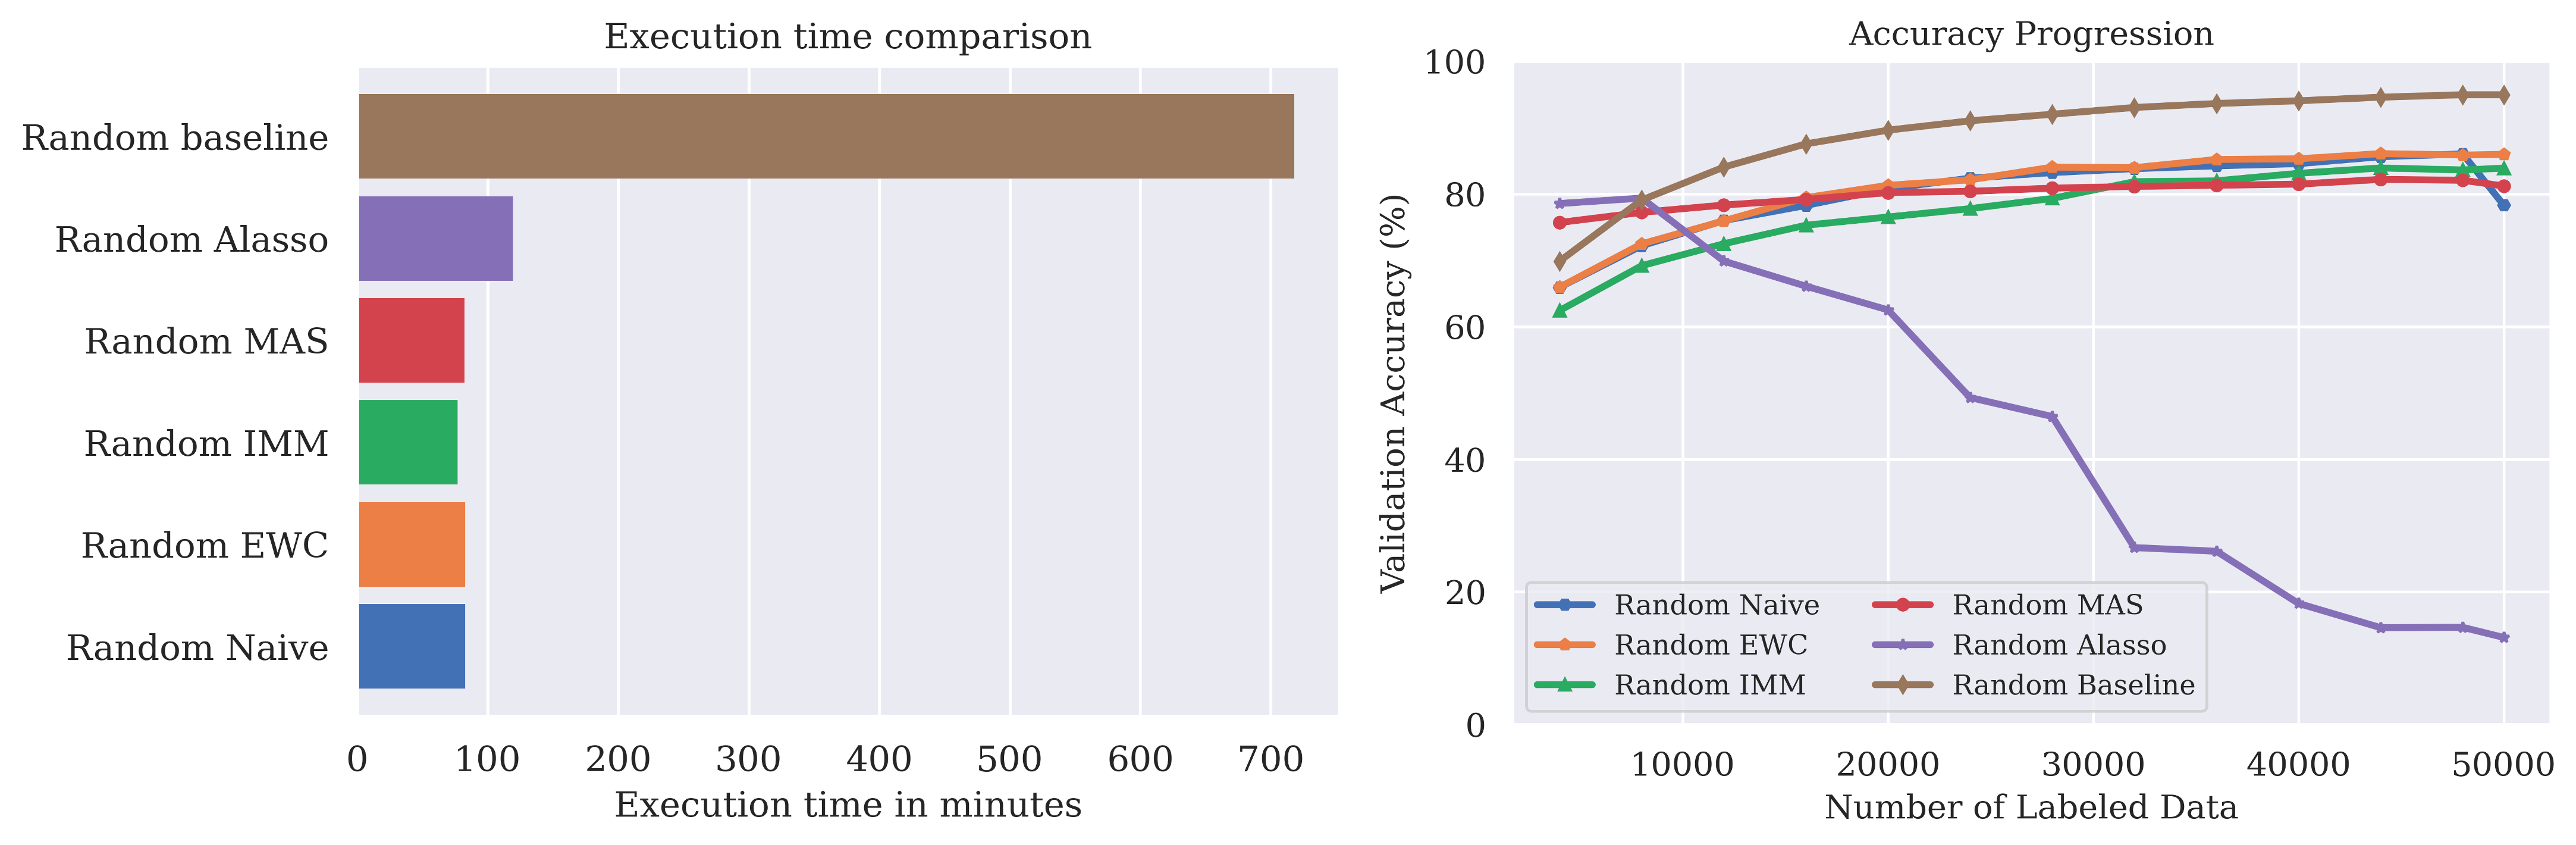 Execution time comparison
Random baseline
Random Alasso
Random MAS
Random IMM
Random EWC
Random Naive
0 100 200 300 400 500 600 700
Execution time in minutes
Accuracy Progression
Validation Accuracy (%)
100
80
60
40
20
0
Random Naive
Random EWC
Random IMM
Random MAS
Random Alasso
Random Baseline
10000 20000 30000 40000 50000
Number of Labeled Data